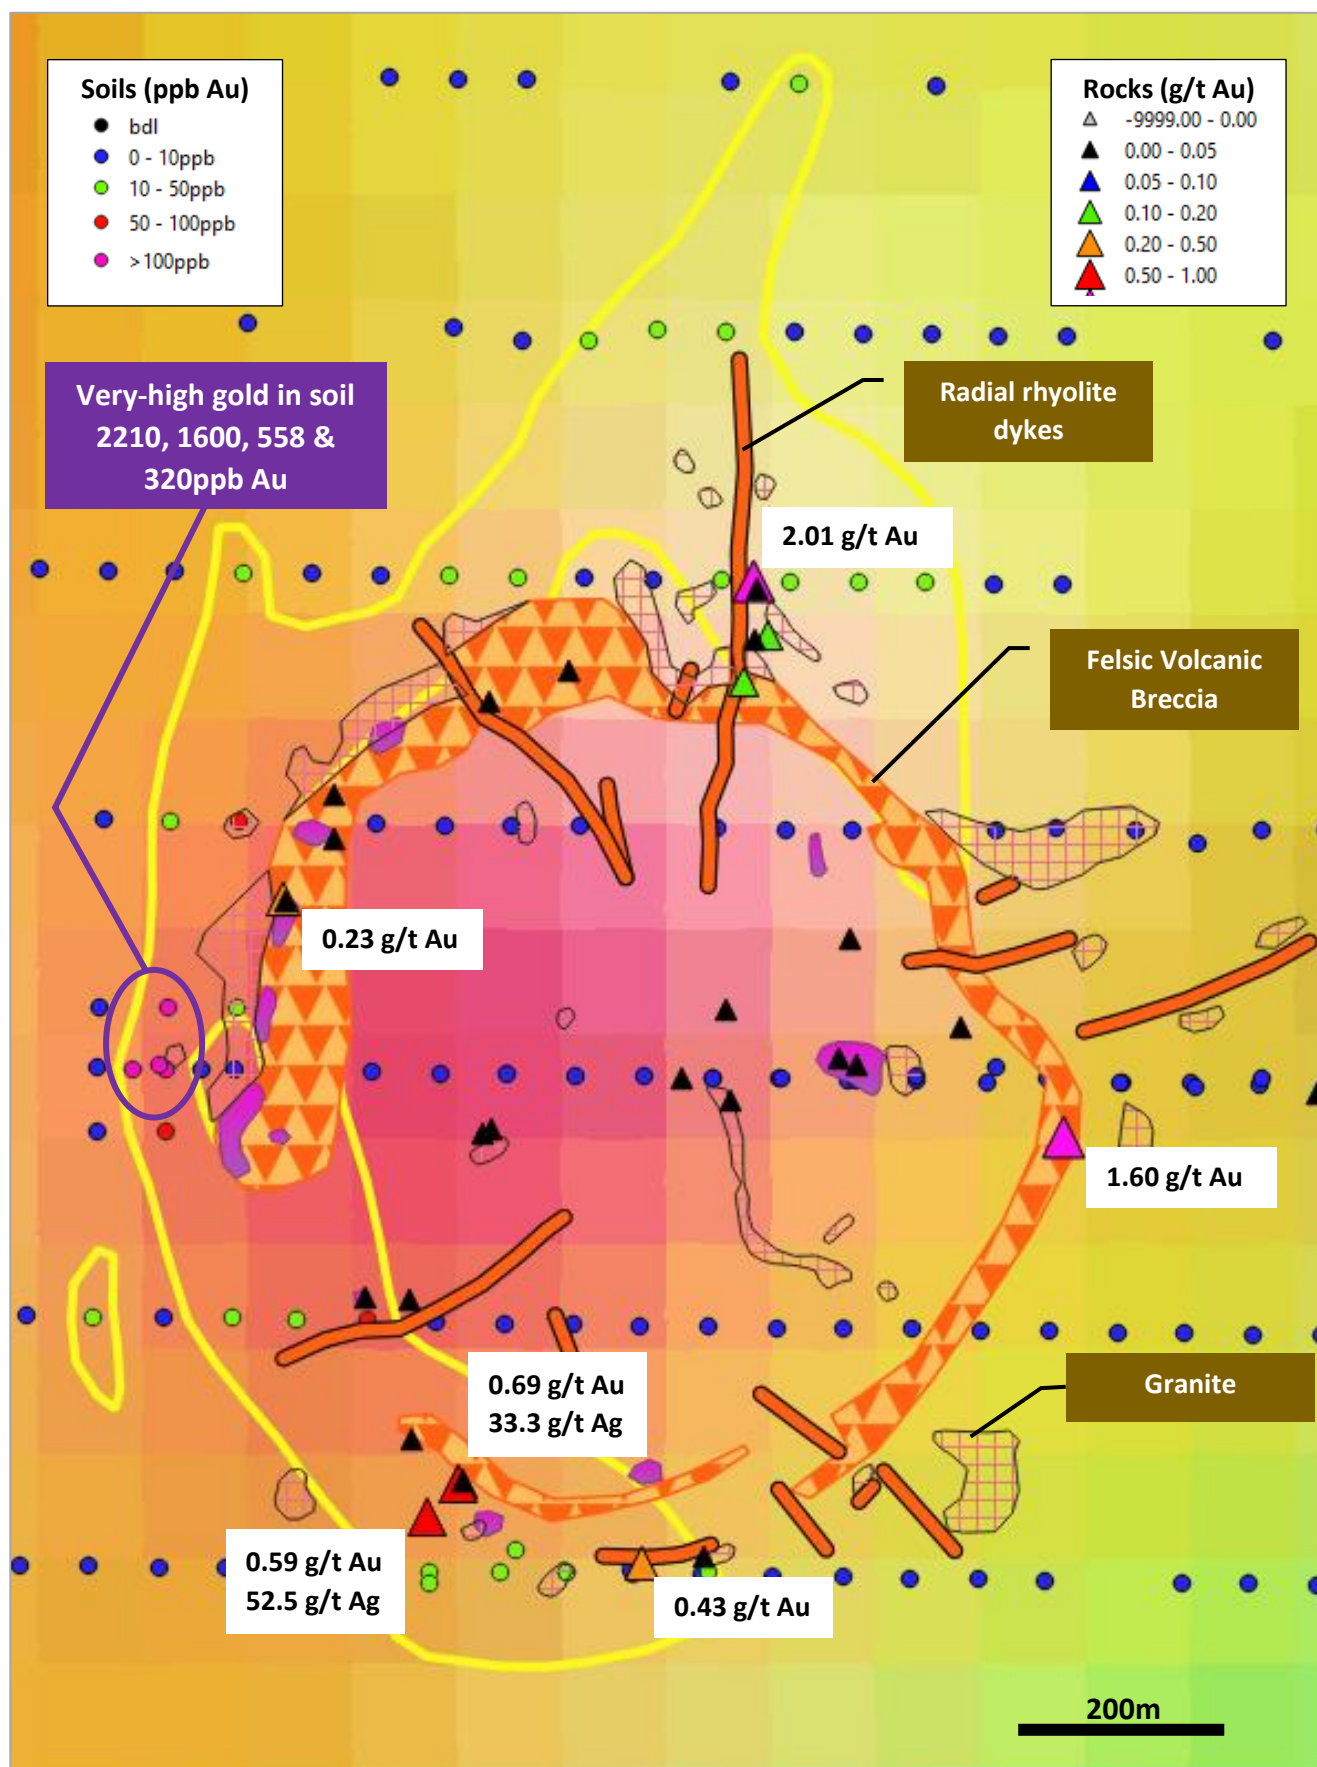 Soils (ppb Au)
bdl
0 - 10ppb
10 - 50ppb
50 - 100ppb
>100ppb
Rocks (g/t Au)
-9999.00 - 0.00
0.00 - 0.05
0.05 - 0.10
0.10 - 0.20
0.20 - 0.50
0.50 - 1.00
Very-high gold in soil
2210, 1600, 558 &
320ppb Au
Radial rhyolite
dykes
2.01 g/t Au
Felsic Volcanic
Breccia
0.23 g/t Au
1.60 g/t Au
0.69 g/t Au
33.3 g/t Ag
Granite
0.59 g/t Au
52.5 g/t Ag
0.43 g/t Au
200m